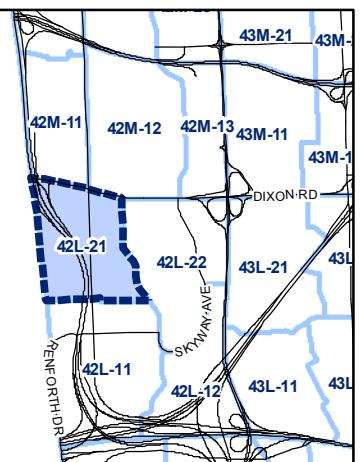 43M-21
43M-
42M-11
42M-12
42M-13
43M-11
43M-1
DIXON RD
42L-21
42L-22
43L-21
43L
SKYWAY AVE
RENFORTH DR
42L-11
42L-12
43L-11
43L